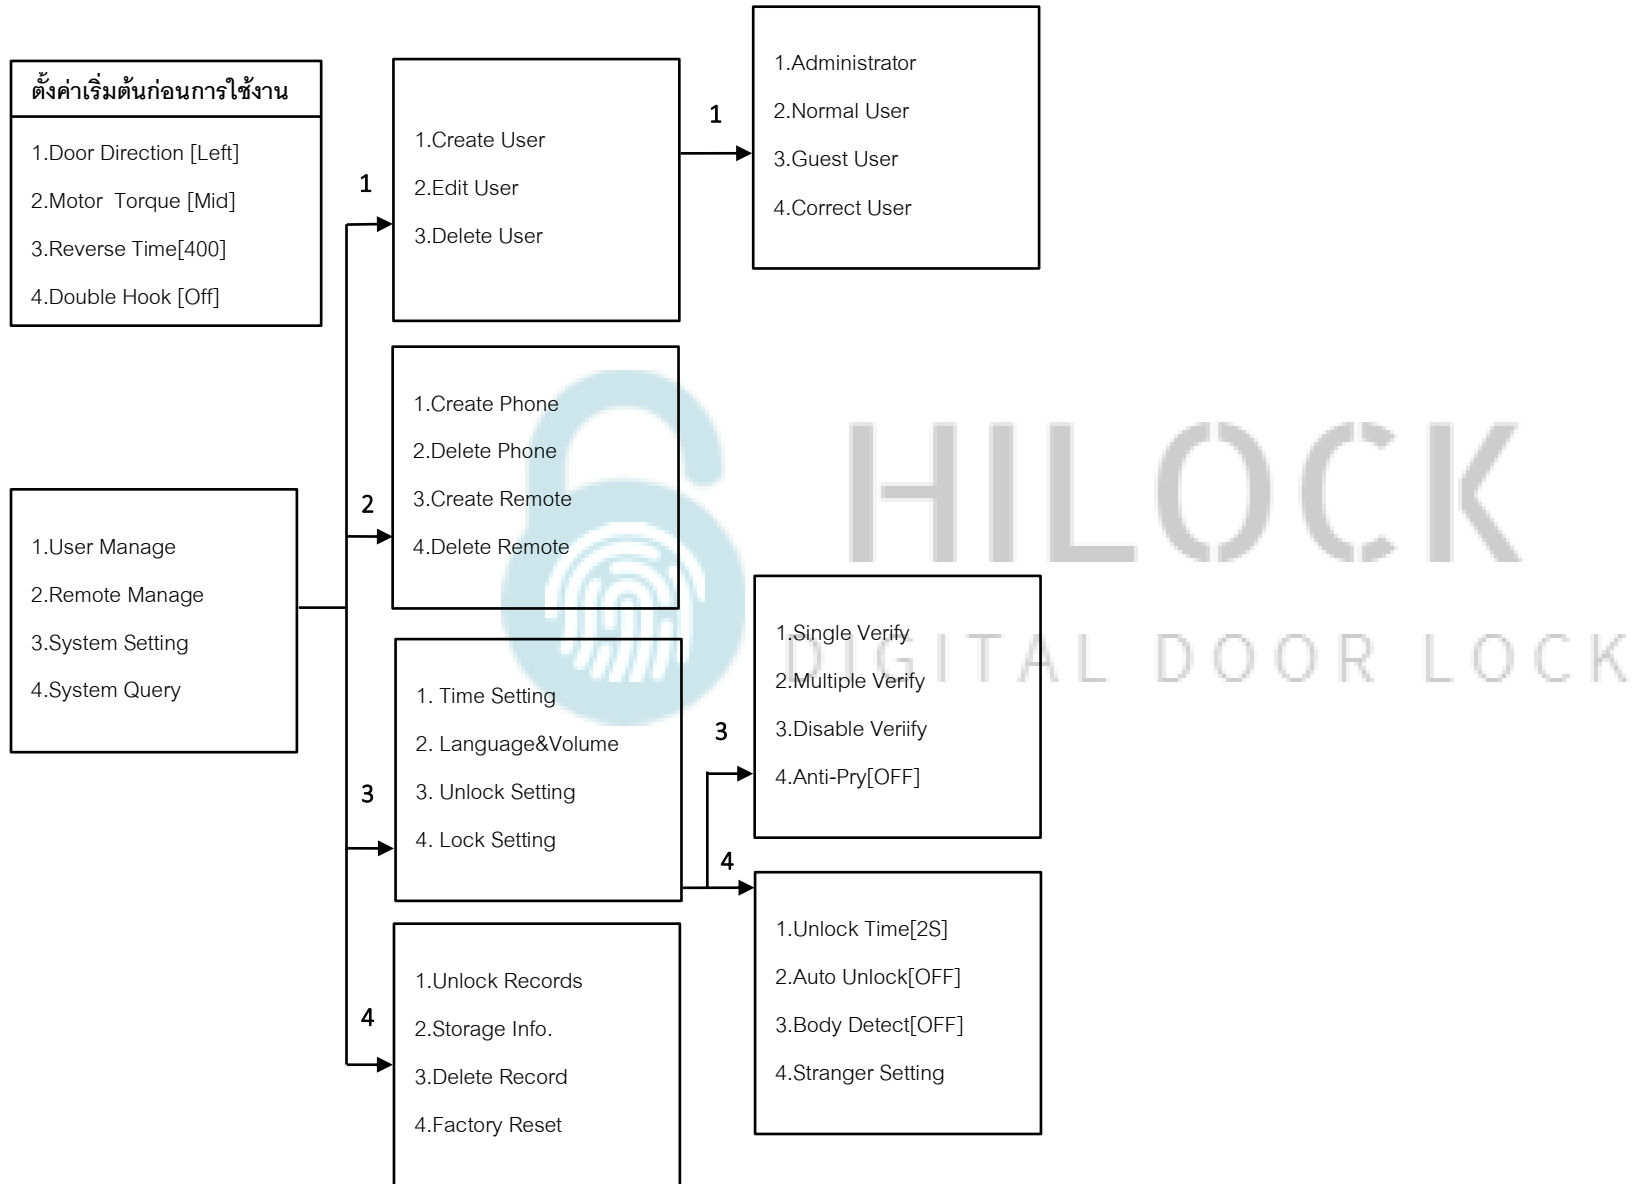 ตั้งค่าเริ่มต้นก่อนการใช้งาน
1.Door Direction [Left]
2.Motor  Torque [Mid]
3.Reverse Time[400]
4.Double Hook [Off]
1.User Manage
2.Remote Manage
3.System Setting
4.System Query
1
1.Create User
2.Edit User
3.Delete User
1
1.Administrator
2.Normal User
3.Guest User
4.Correct User
2
1.Create Phone
2.Delete Phone
3.Create Remote
4.Delete Remote
3
1. Time Setting
2. Language&Volume
3. Unlock Setting
4. Lock Setting
3
1.Single Verify
2.Multiple Verify
3.Disable Veriify
4.Anti-Pry[OFF]
4
1.Unlock Time[2S]
2.Auto Unlock[OFF]
3.Body Detect[OFF]
4.Stranger Setting
4
1.Unlock Records
2.Storage Info.
3.Delete Record
4.Factory Reset
HILOCK
DIGITAL DOOR LOCK